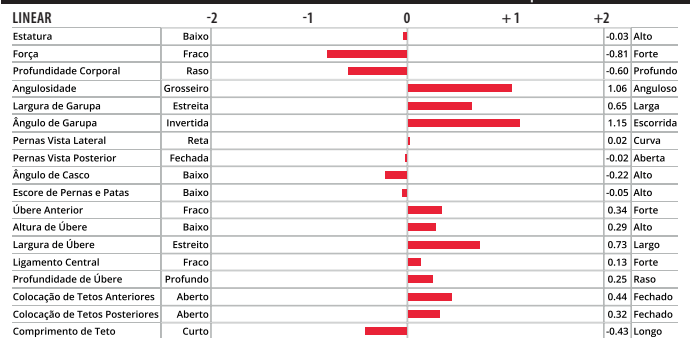 LINEAR -2 -1 0 +1 +2
Estatura Baixo -0.03 Alto
Força Fraco -0.81 Forte
Profundidade Corporal Raso -0.60 Profundo
Angulosidade Grosseiro 1.06 Anguloso
Largura de Garupa Estreita 0.65 Larga
Ângulo de Garupa Invertida 1.15 Escorrida
Pernas Vista Lateral Reta 0.02 Curva
Pernas Vista Posterior Fechada -0.02 Aberta
Ângulo de Casco Baixo -0.22 Alto
Escore de Pernas e Patas Baixo -0.05 Alto
Úbere Anterior Fraco 0.34 Forte
Altura de Úbere Baixo 0.29 Alto
Largura de Úbere Estreito 0.73 Largo
Ligamento Central Fraco 0.13 Forte
Profundidade de Úbere Profundo 0.25 Raso
Colocação de Tetos Anteriores Aberto 0.44 Fechado
Colocação de Tetos Posteriores Aberto 0.32 Fechado
Comprimento de Teto Curto -0.43 Longo